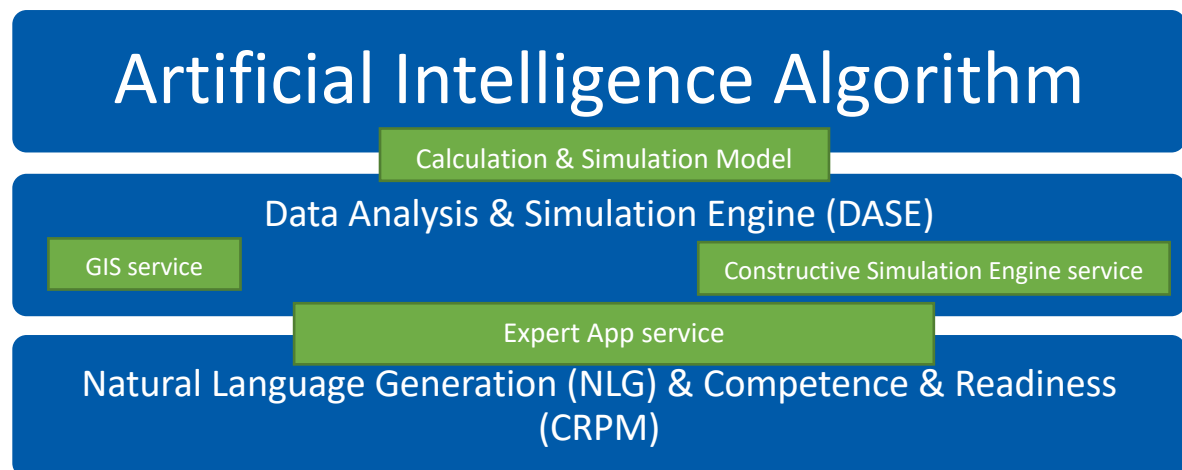 Artificial Intelligence Algorithm
Calculation & Simulation Model
Data Analysis & Simulation Engine (DASE)
GIS service
Constructive Simulation Engine service
Expert App service
Natural Language Generation (NLG) & Competence & Readiness
(CRPM)